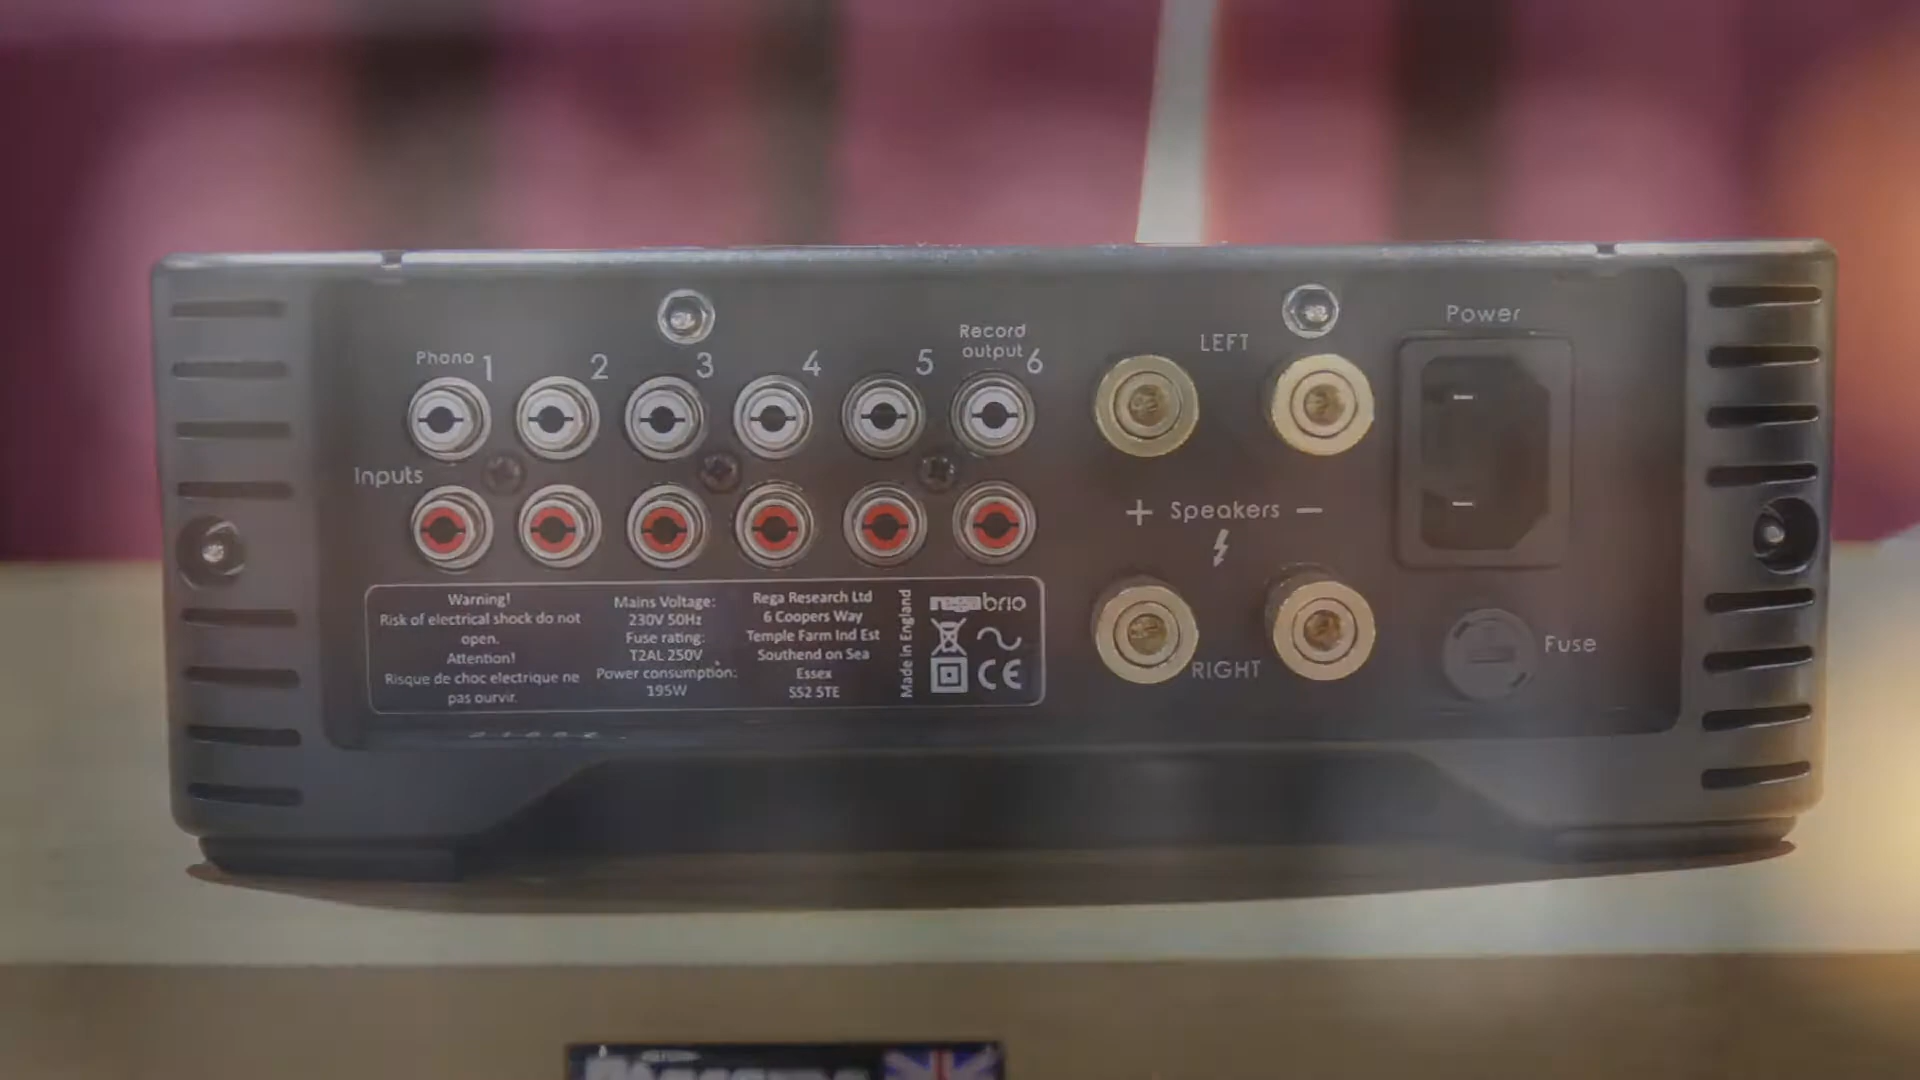 Power
Record
output 6
LEFT
Phono 1
2
3
4
5
Inputs
+ Speakers −
RIGHT
Fuse
Warning!
Risk of electrical shock do not
open.
Attention!
Risque de choc electrique ne
pas ourvir.
Mains Voltage:
230V 50Hz
Fuse rating:
T2AL 250V
Power consumption:
195W
Rega Research Ltd
6 Coopers Way
Temple Farm Ind Est
Southend on Sea
Essex
SS2 5TE
Made in England
rega brio
CE